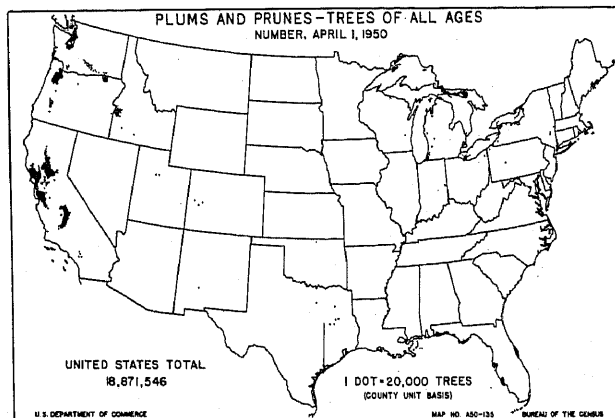 PLUMS AND PRUNES-TREES OF ALL AGES
NUMBER, APRIL 1, 1950
UNITED STATES TOTAL
18,871,546
1 DOT=20,000 TREES
(COUNTY UNIT BASIS)
U.S. DEPARTMENT OF COMMERCE
MAP NO. A50-135
BUREAU OF THE CENSUS